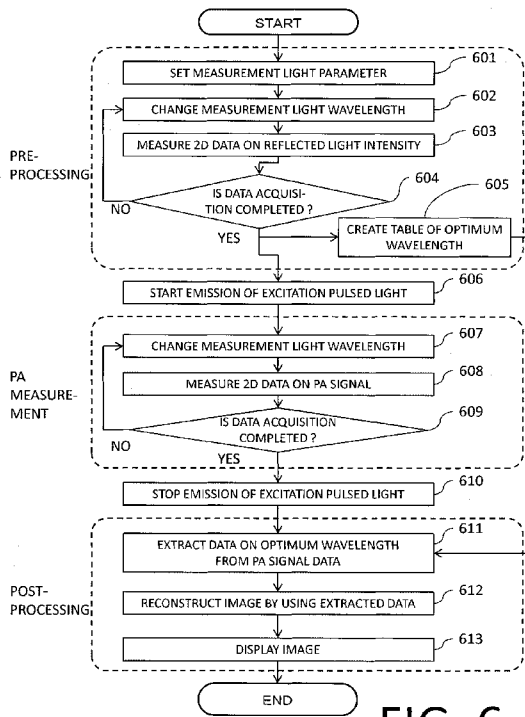 START
601
SET MEASUREMENT LIGHT PARAMETER
602
CHANGE MEASUREMENT LIGHT WAVELENGTH
603
MEASURE 2D DATA ON REFLECTED LIGHT INTENSITY
PRE-
PROCESSING
604
IS DATA ACQUISI-
TION COMPLETED ?
NO
YES
605
CREATE TABLE OF OPTIMUM
WAVELENGTH
606
START EMISSION OF EXCITATION PULSED LIGHT
607
CHANGE MEASUREMENT LIGHT WAVELENGTH
608
MEASURE 2D DATA ON PA SIGNAL
PA
MEASURE-
MENT
609
IS DATA ACQUISITION
COMPLETED ?
NO
YES
610
STOP EMISSION OF EXCITATION PULSED LIGHT
611
EXTRACT DATA ON OPTIMUM WAVELENGTH
FROM PA SIGNAL DATA
POST-
PROCESSING
612
RECONSTRUCT IMAGE BY USING EXTRACTED DATA
613
DISPLAY IMAGE
END
FIG. 6